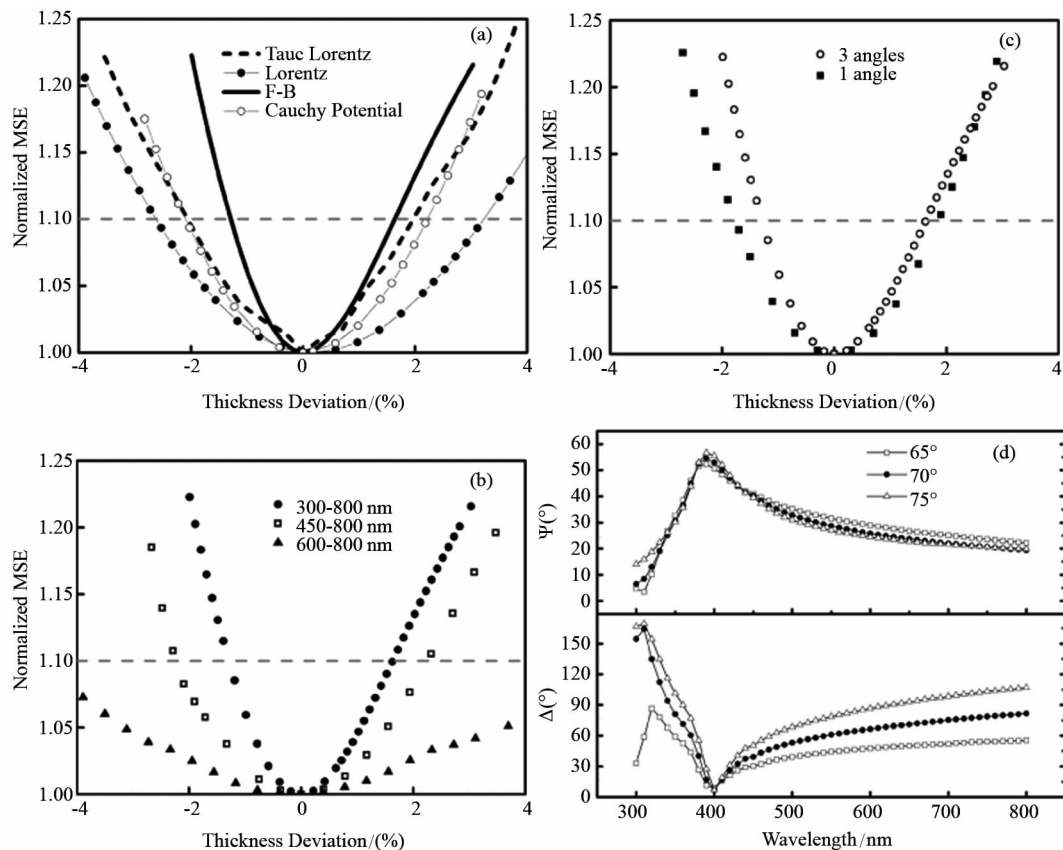 (a)
1.25
1.20
1.15
1.10
1.05
1.00
Normalized MSE
Tauc Lorentz
Lorentz
F-B
Cauchy Potential
-4 -2 0 2 4
Thickness Deviation/(%)
(c)
1.25
1.20
1.15
1.10
1.05
1.00
Normalized MSE
3 angles
1 angle
-4 -2 0 2 4
Thickness Deviation/(%)
(b)
1.25
1.20
1.15
1.10
1.05
1.00
Normalized MSE
300-800 nm
450-800 nm
600-800 nm
-4 -2 0 2 4
Thickness Deviation/(%)
(d)
60
50
40
30
20
10
0
Ψ(°)
65°
70°
75°
150
120
90
60
30
0
Δ(°)
300 400 500 600 700 800
Wavelength/nm